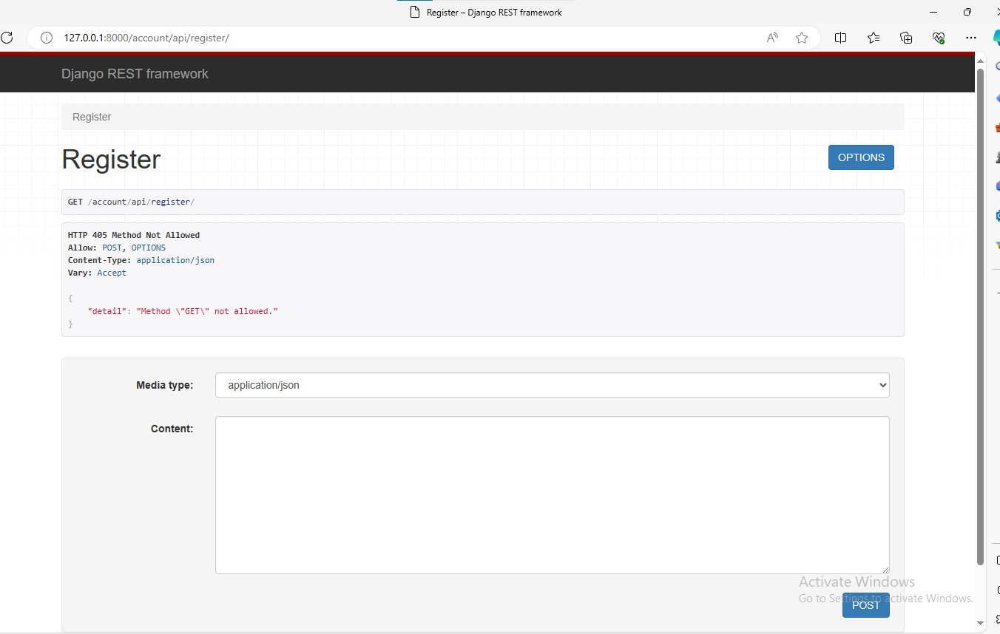 Register – Django REST framework
127.0.0.1:8000/account/api/register/
Django REST framework
Register
Register
OPTIONS
GET /account/api/register/
HTTP 405 Method Not Allowed
Allow: POST, OPTIONS
Content-Type: application/json
Vary: Accept
{
    "detail": "Method \"GET\" not allowed."
}
Media type:
application/json
Content:
Activate Windows
Go to Settings to activate Windows.
POST